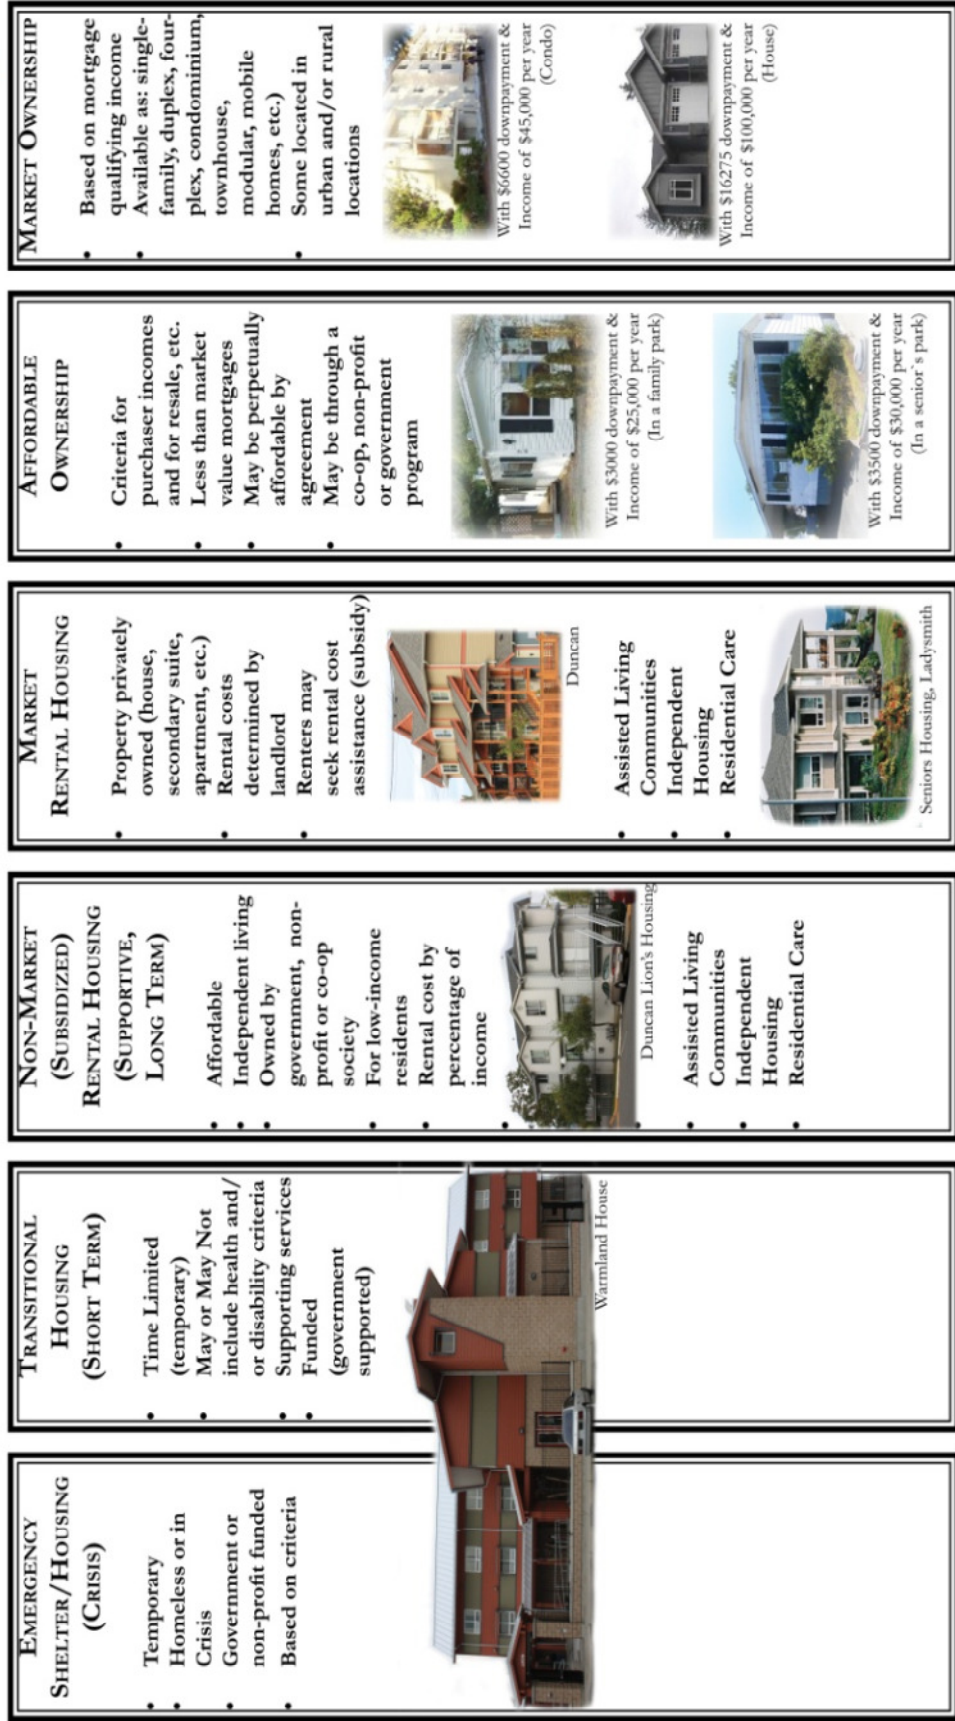 EMERGENCY
SHELTER/HOUSING
(CRISIS)
• Temporary
• Homeless or in
Crisis
• Government or
non-profit funded
• Based on criteria
TRANSITIONAL
HOUSING
(SHORT TERM)
• Time Limited
(temporary)
• May or May Not
include health and/
or disability criteria
• Supporting services
• Funded
(government
supported)
Warmland House
NON-MARKET
(SUBSIDIZED)
RENTAL HOUSING
(SUPPORTIVE,
LONG TERM)
• Affordable
• Independent living
• Owned by
government, non-
profit or co-op
society
• For low-income
residents
• Rental cost by
percentage of
income
•
Duncan Lion's Housing
•
• Assisted Living
Communities
• Independent
Housing
• Residential Care
MARKET
RENTAL HOUSING
• Property privately
owned (house,
secondary suite,
apartment, etc.)
• Rental costs
determined by
landlord
• Renters may
seek rental cost
assistance (subsidy)
Duncan
• Assisted Living
Communities
• Independent
Housing
• Residential Care
Seniors Housing, Ladysmith
AFFORDABLE
OWNERSHIP
• Criteria for
purchaser incomes
and for resale, etc.
• Less than market
value mortgages
• May be perpetually
affordable by
agreement
• May be through a
co-op, non-profit
or government
program
With $3000 downpayment &
Income of $25,000 per year
(In a family park)
With $3500 downpayment &
Income of $30,000 per year
(In a senior`s park)
MARKET OWNERSHIP
• Based on mortgage
qualifying income
• Available as: single-
family, duplex, four-
plex, condominium,
townhouse,
modular, mobile
homes, etc.)
• Some located in
urban and/or rural
locations
With $6600 downpayment &
Income of $45,000 per year
(Condo)
With $16275 downpayment &
Income of $100,000 per year
(House)